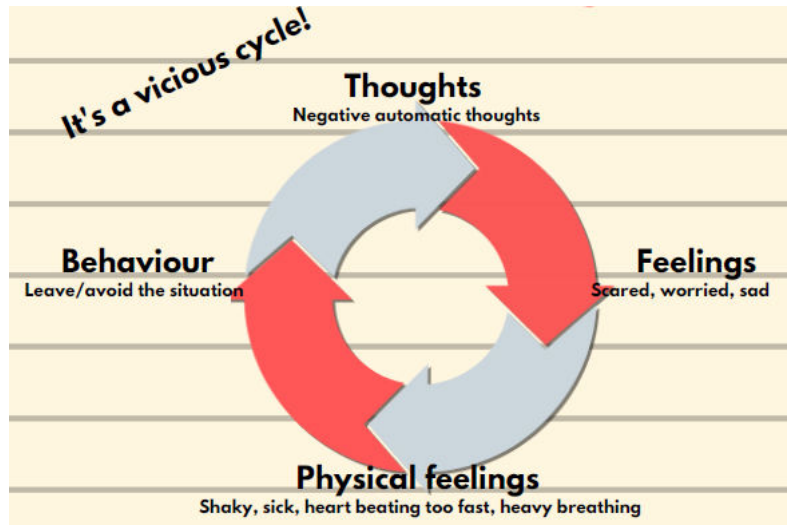 It's a vicious cycle!
Thoughts
Negative automatic thoughts
Behaviour
Leave/avoid the situation
Feelings
Scared, worried, sad
Physical feelings
Shaky, sick, heart beating too fast, heavy breathing